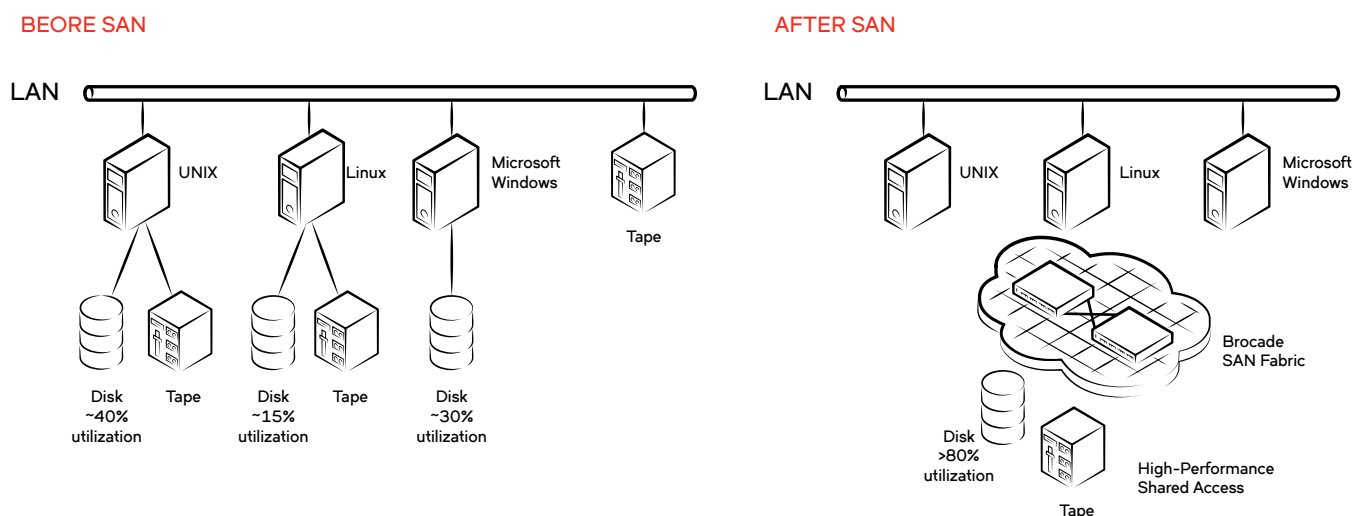 BEORE SAN
LAN
UNIX
Linux
Microsoft
Windows
Tape
Disk
~40%
utilization
Tape
Disk
~15%
utilization
Tape
Disk
~30%
utilization
AFTER SAN
LAN
UNIX
Linux
Microsoft
Windows
Brocade
SAN Fabric
Disk
>80%
utilization
High-Performance
Shared Access
Tape